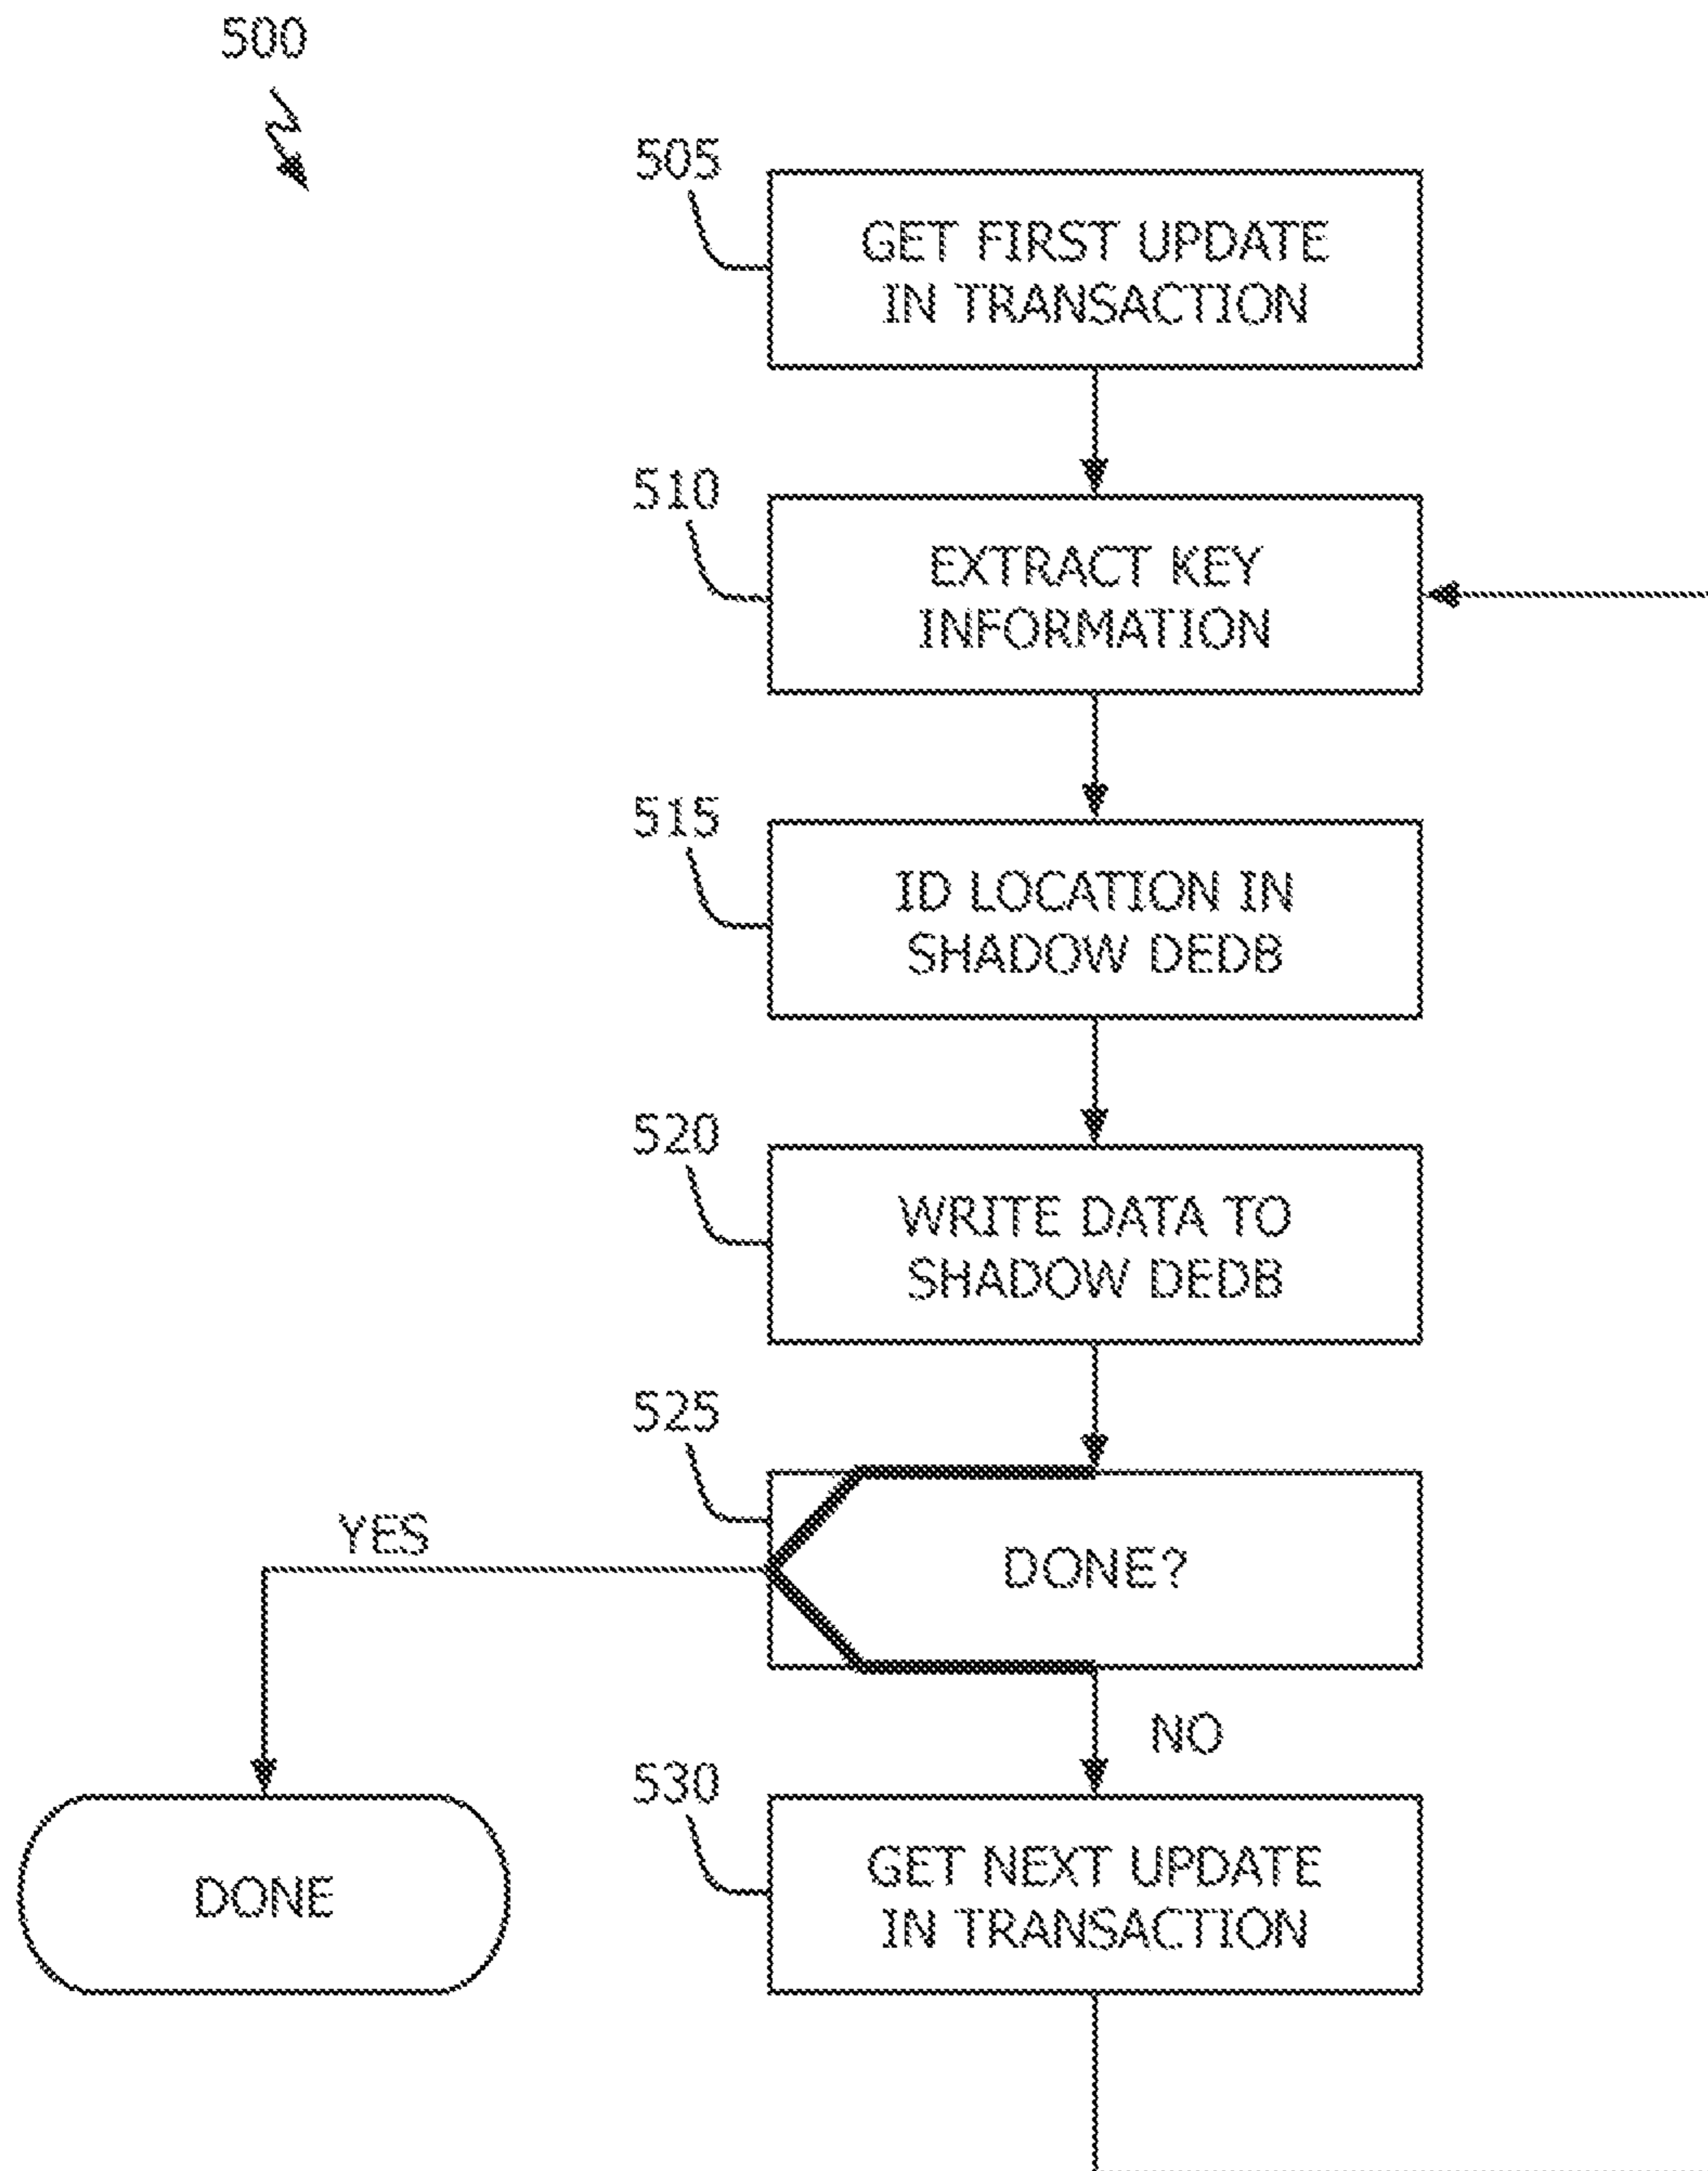 500
505
GET FIRST UPDATE
IN TRANSACTION
510
EXTRACT KEY
INFORMATION
515
ID LOCATION IN
SHADOW DEDB
520
WRITE DATA TO
SHADOW DEDB
525
YES
DONE?
NO
530
GET NEXT UPDATE
IN TRANSACTION
DONE